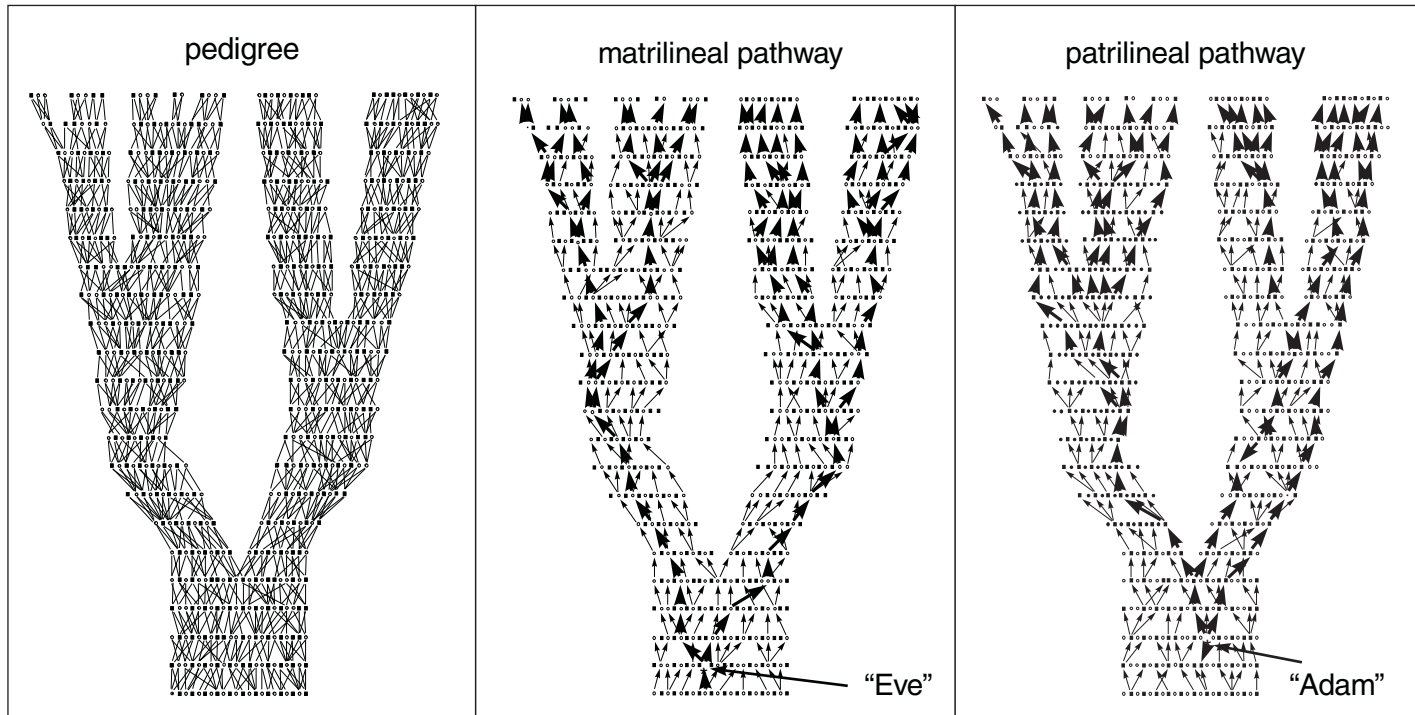 pedigree
matrilineal pathway
patrilineal pathway
“Eve”
“Adam”